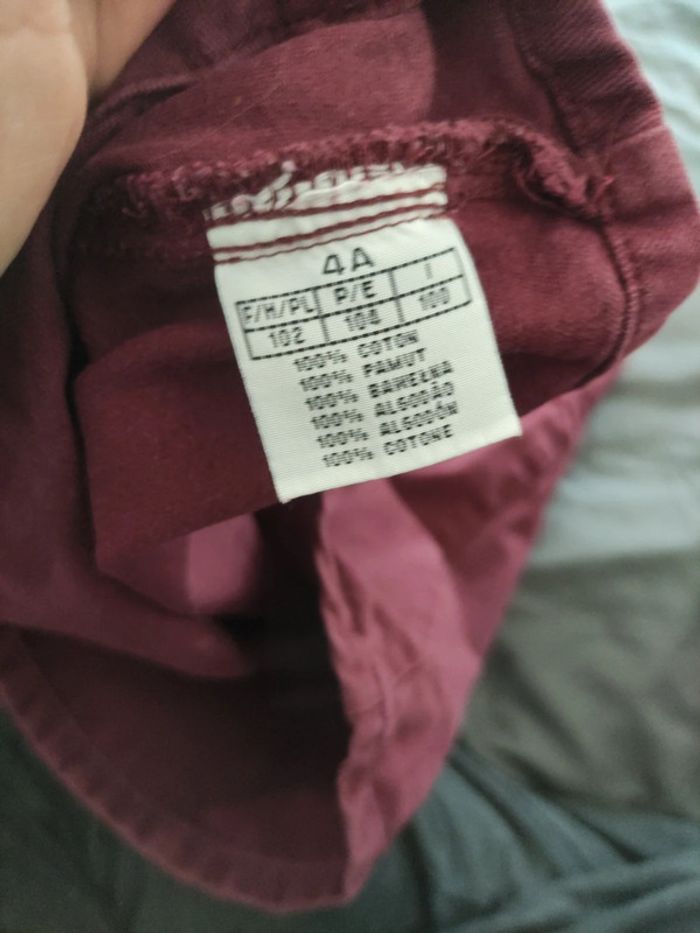 4A
F/H/PL P/E I
102 108 100
100% COTON
100% PAMUT
100% BAWEŁNA
100% ALGODÃO
100% ALGODÓN
100% COTONE